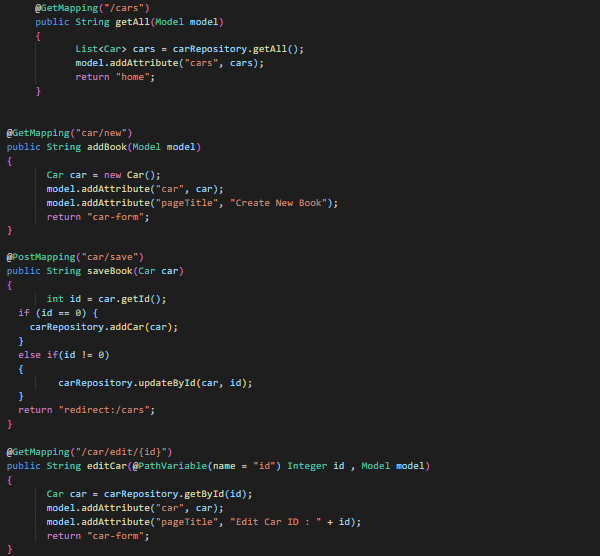 @GetMapping("/cars")
public String getAll(Model model)
{
List<Car> cars = carRepository.getAll();
model.addAttribute("cars", cars);
return "home";
}
@GetMapping("car/new")
public String addBook(Model model)
{
Car car = new Car();
model.addAttribute("car", car);
model.addAttribute("pageTitle", "Create New Book");
return "car-form";
}
@PostMapping("car/save")
public String saveBook(Car car)
{
int id = car.getId();
if (id == 0) {
carRepository.addCar(car);
}
else if(id != 0)
{
carRepository.updateById(car, id);
}
return "redirect:/cars";
}
@GetMapping("/car/edit/{id}")
public String editCar(@PathVariable(name = "id") Integer id , Model model)
{
Car car = carRepository.getById(id);
model.addAttribute("car", car);
model.addAttribute("pageTitle", "Edit Car ID : " + id);
return "car-form";
}